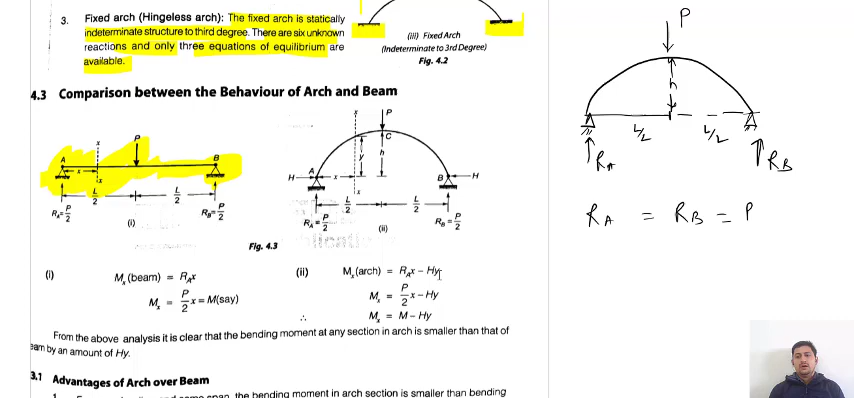 3. Fixed arch (Hingeless arch): The fixed arch is statically
indeterminate structure to third degree. There are six unknown
reactions and only three equations of equilibrium are
available.
(iii) Fixed Arch
(Indeterminate to 3rd Degree)
Fig. 4.2
4.3 Comparison between the Behaviour of Arch and Beam
A x x x P B
L/2 L/2
R_A = P/2 R_B = P/2
(i)
x P C y h
H A x B H
x
L/2 L/2
R_A = P/2 R_B = P/2
(ii)
Fig. 4.3
(i) M_x (beam) = R_A x
M_x = P/2 x = M(say)
(ii) M_x (arch) = R_A x – Hy
M_x = P/2 x – Hy
∴ M_x = M – Hy
From the above analysis it is clear that the bending moment at any section in arch is smaller than that of
eam by an amount of Hy.
3.1 Advantages of Arch over Beam
the bending moment in arch section is smaller than bending
P
h
L/2 L/2
R_A R_B
R_A = R_B = P